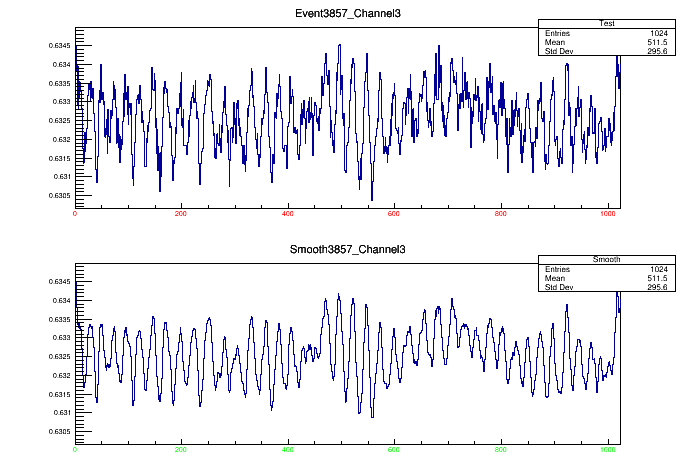 Event3857_Channel3
Test
Entries 1024
Mean 511.5
Std Dev 295.6
0.6345
0.634
0.6335
0.633
0.6325
0.632
0.6315
0.631
0.6305
0 200 400 600 800 1000
Smooth3857_Channel3
Smooth
Entries 1024
Mean 511.5
Std Dev 295.6
0.6345
0.634
0.6335
0.633
0.6325
0.632
0.6315
0.631
0.6305
0 200 400 600 800 1000